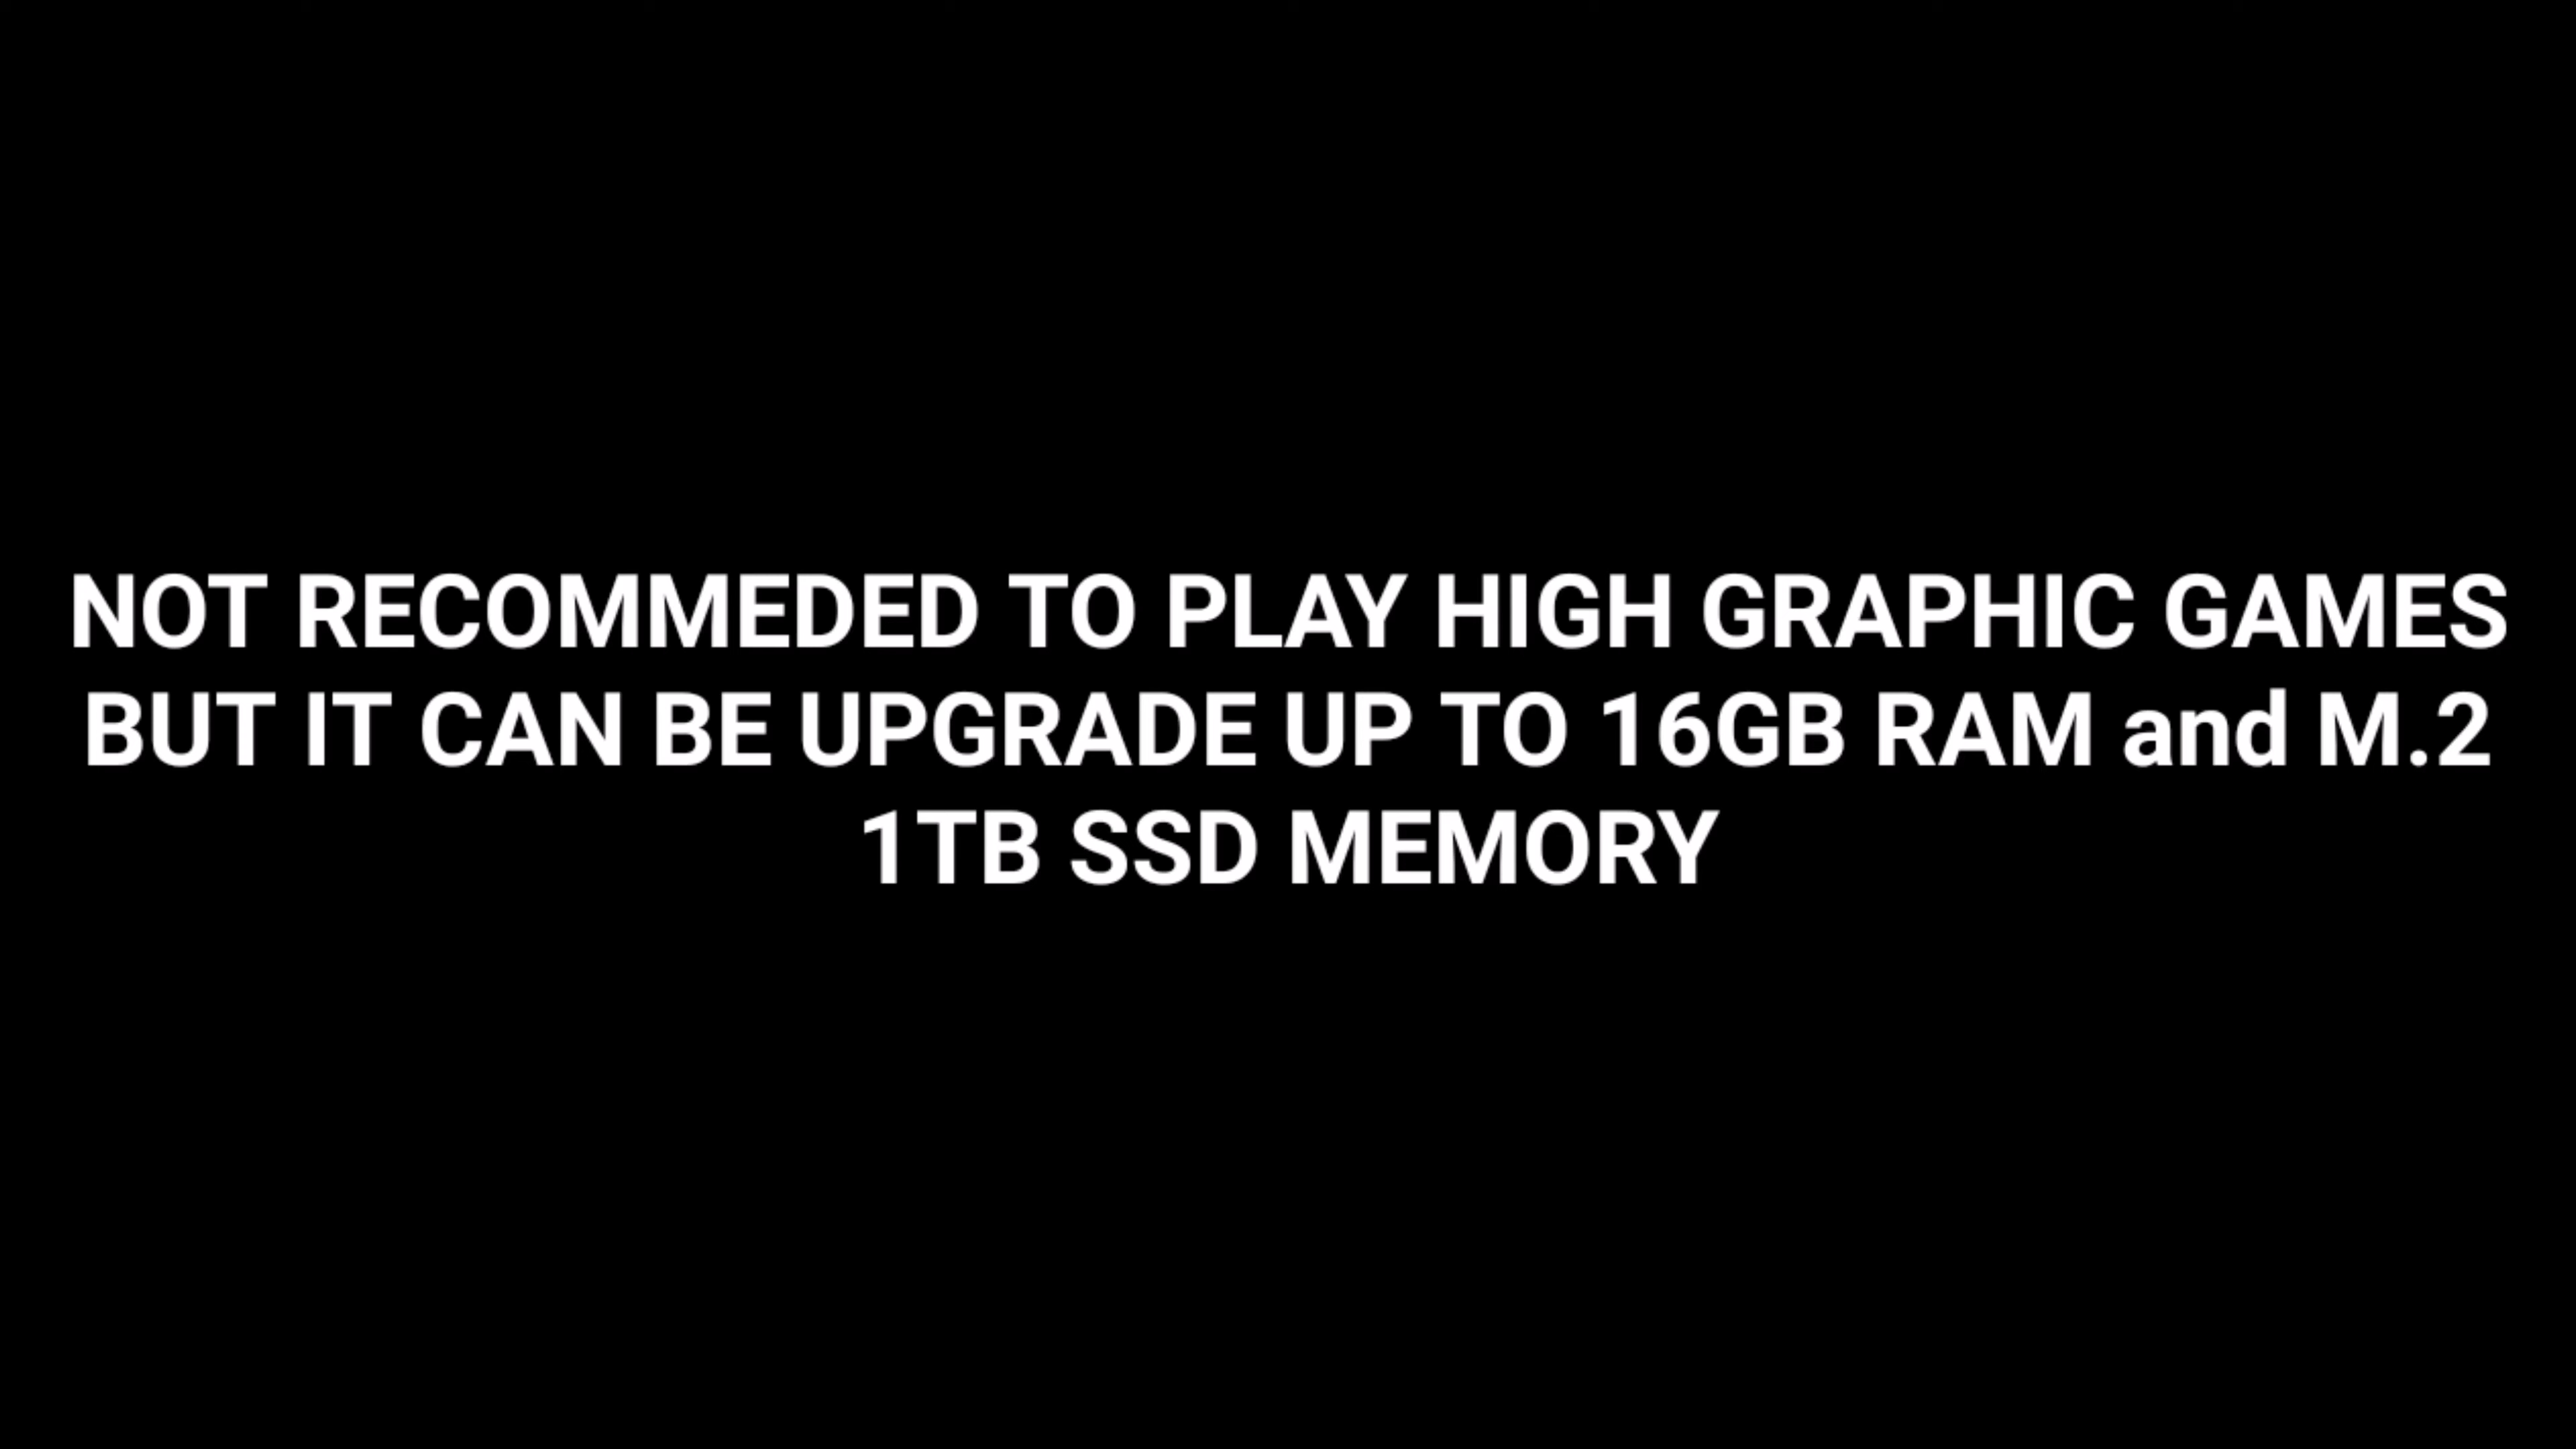 NOT RECOMMEDED TO PLAY HIGH GRAPHIC GAMES
BUT IT CAN BE UPGRADE UP TO 16GB RAM and M.2
1TB SSD MEMORY